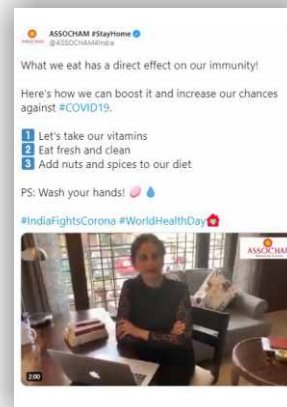 ASSOCHAM #StayHome
@ASSOCHAM4India
What we eat has a direct effect on our immunity!
Here's how we can boost it and increase our chances
against #COVID19.
1 Let's take our vitamins
2 Eat fresh and clean
3 Add nuts and spices to our diet
PS: Wash your hands!
#IndiaFightsCorona #WorldHealthDay
ASSOCHAM
2:00